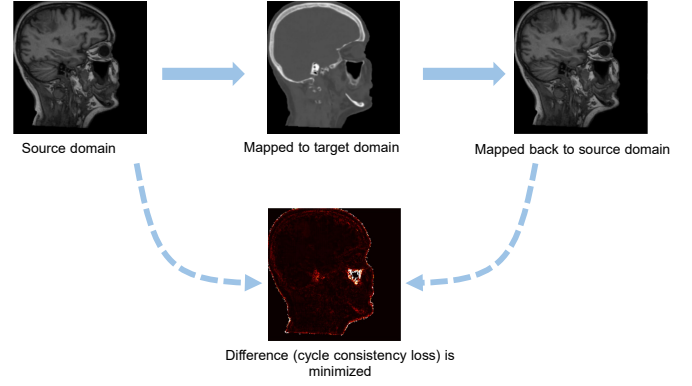 Source domain
Mapped to target domain
Mapped back to source domain
Difference (cycle consistency loss) is
minimized